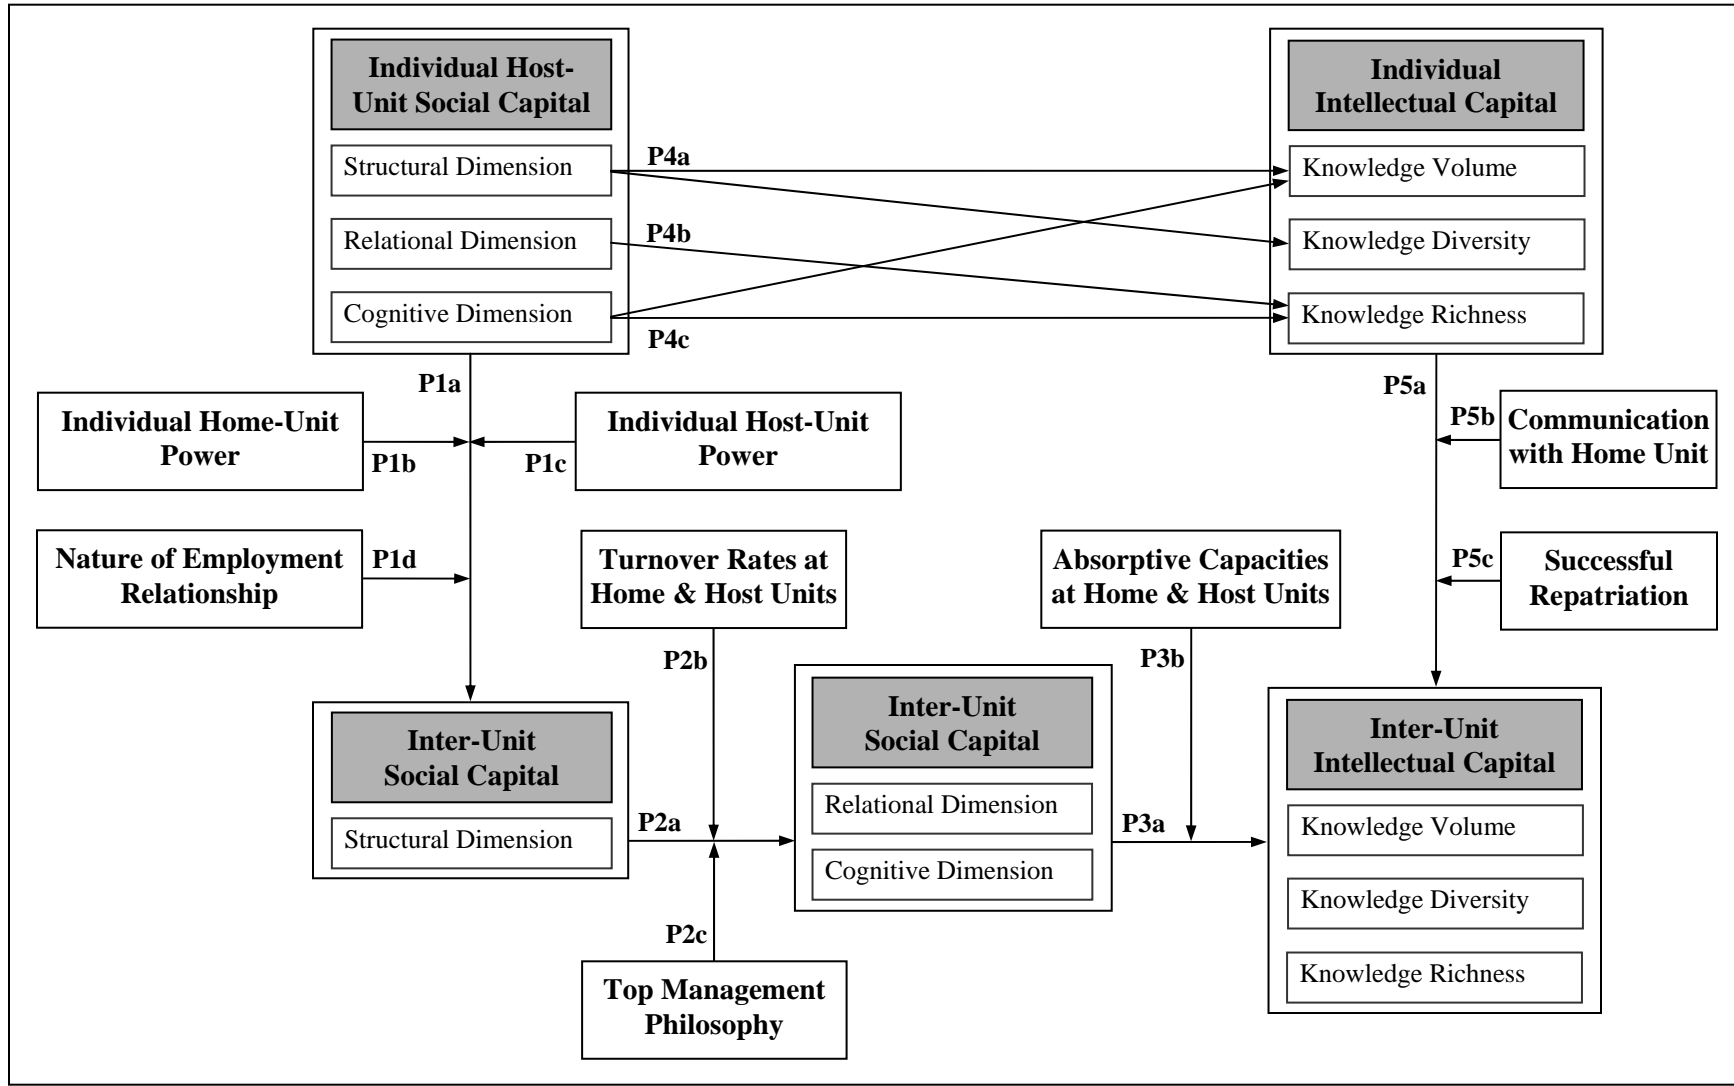 Individual Host-
Unit Social Capital
Structural Dimension
Relational Dimension
Cognitive Dimension
P4a
P4b
P4c
Individual
Intellectual Capital
Knowledge Volume
Knowledge Diversity
Knowledge Richness
P1a
Individual Home-Unit
Power
P1b
P1c
Individual Host-Unit
Power
P5a
P5b
Communication
with Home Unit
Nature of Employment
Relationship
P1d
Turnover Rates at
Home & Host Units
P2b
Absorptive Capacities
at Home & Host Units
P3b
P5c
Successful
Repatriation
Inter-Unit
Social Capital
Structural Dimension
P2a
Inter-Unit
Social Capital
Relational Dimension
Cognitive Dimension
P3a
Inter-Unit
Intellectual Capital
Knowledge Volume
Knowledge Diversity
Knowledge Richness
P2c
Top Management
Philosophy